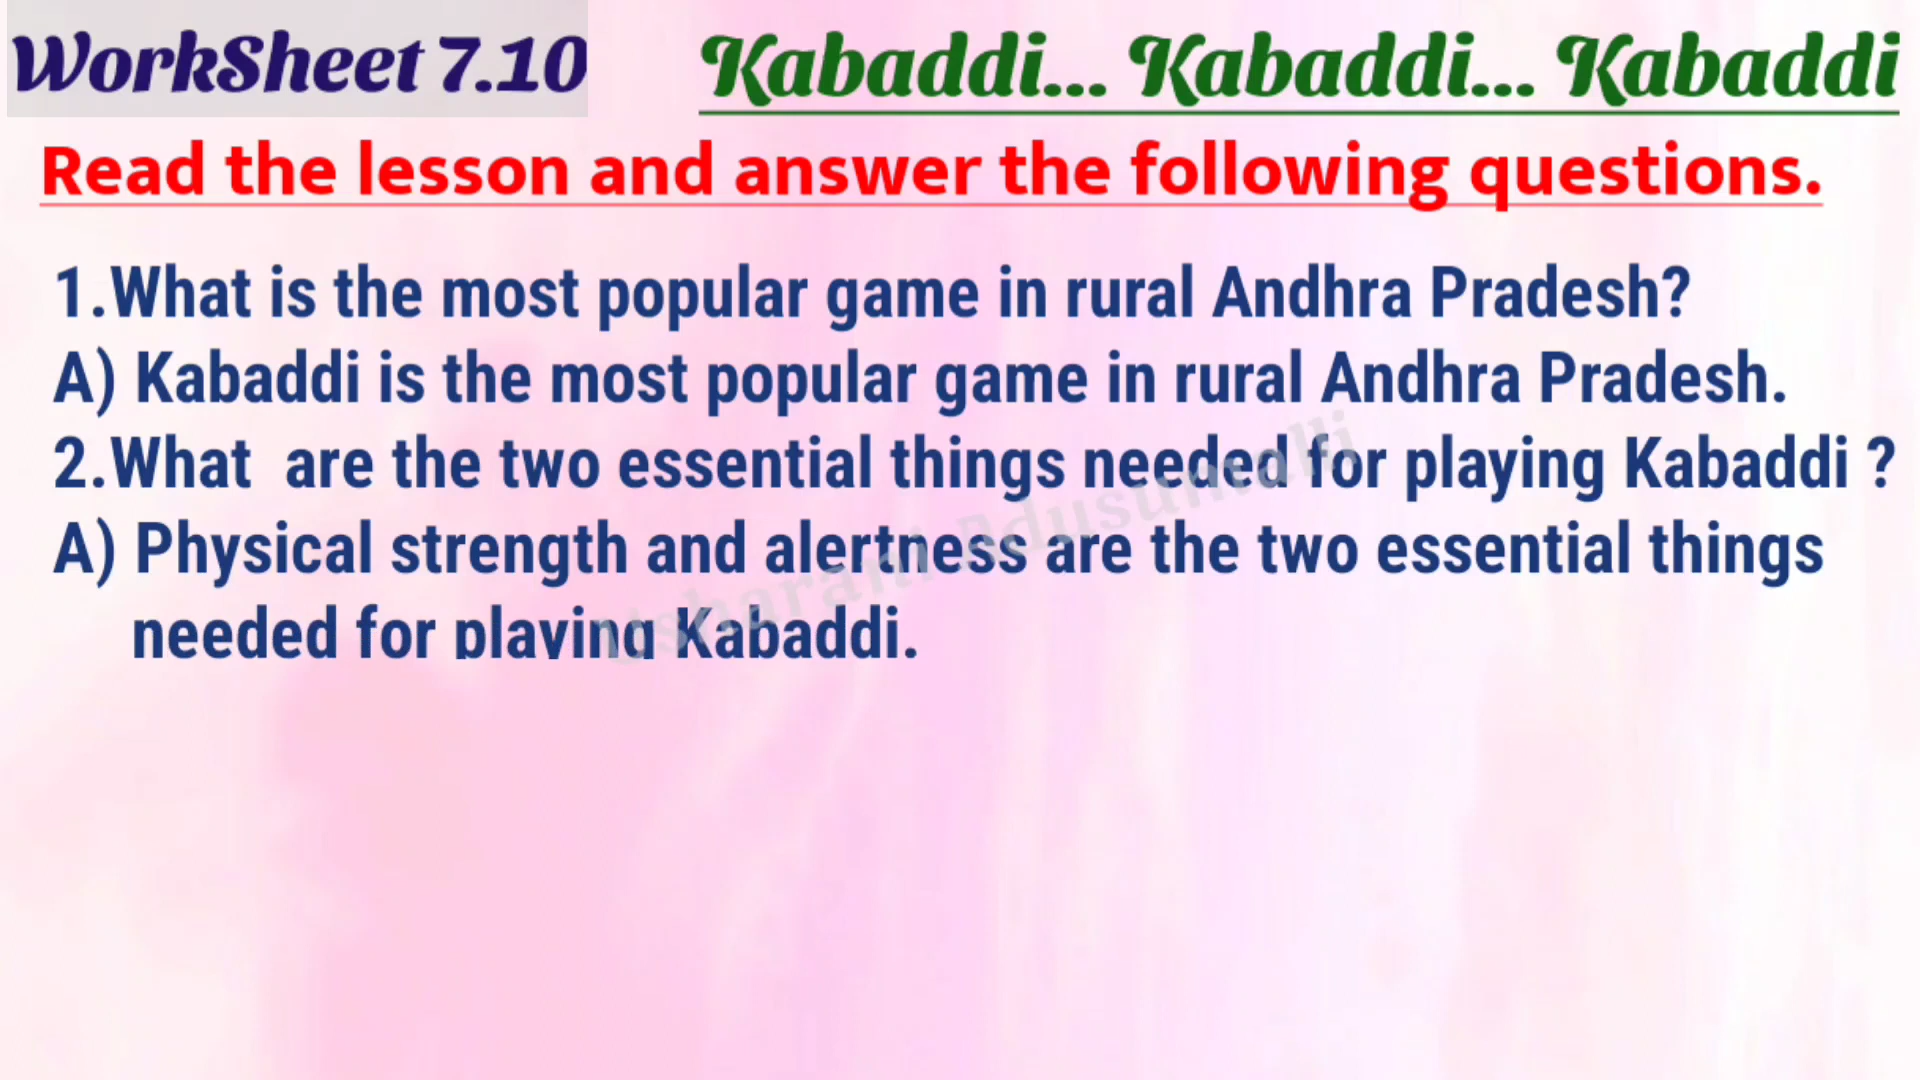 WorkSheet 7.10
Kabaddi... Kabaddi... Kabaddi
Read the lesson and answer the following questions.
1.What is the most popular game in rural Andhra Pradesh?
A) Kabaddi is the most popular game in rural Andhra Pradesh.
2.What  are the two essential things needed for playing Kabaddi ?
A) Physical strength and alertness are the two essential things
needed for playing Kabaddi.
Usharani Adusumalli